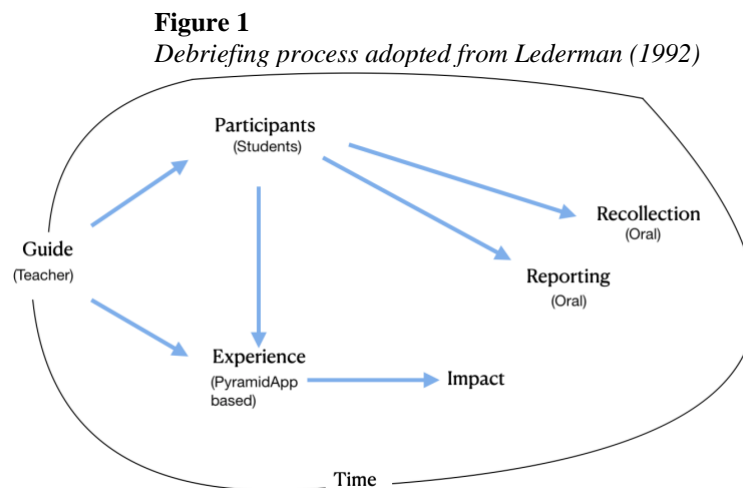 Figure 1
Debriefing process adopted from Lederman (1992)
Participants
(Students)
Recollection
(Oral)
Guide
(Teacher)
Reporting
(Oral)
Experience
(PyramidApp
based)
Impact
Time